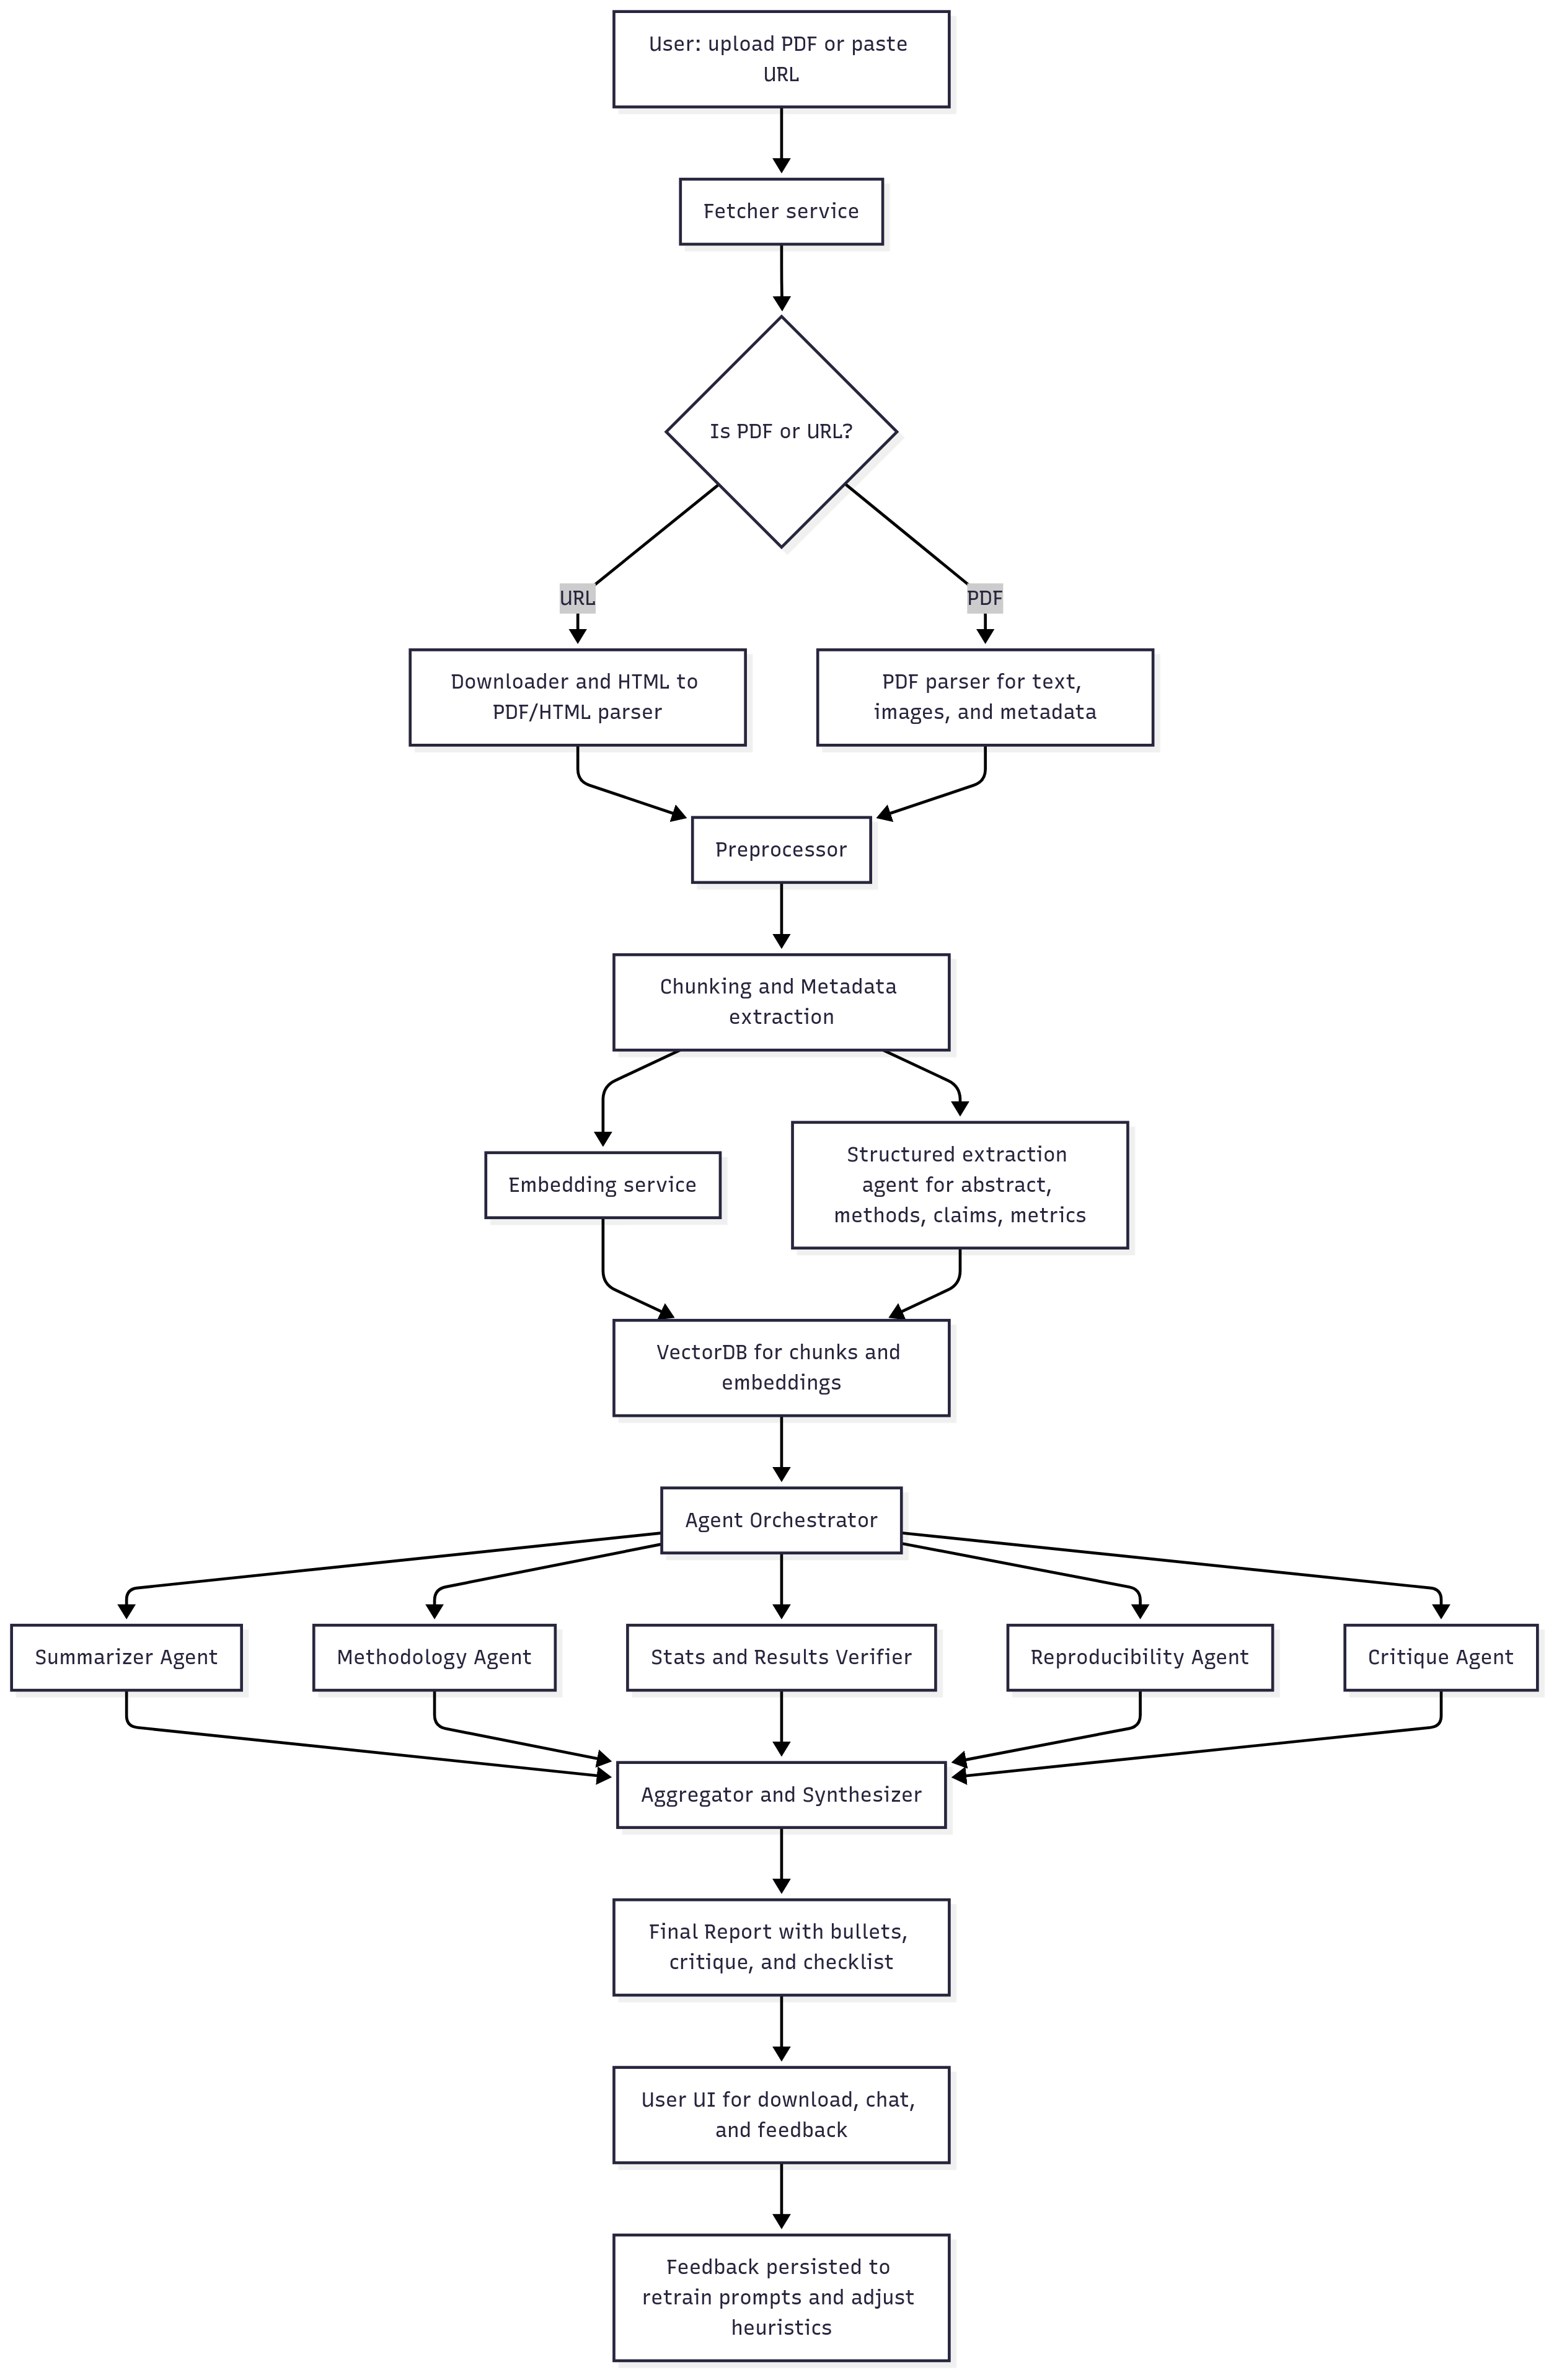 User: upload PDF or paste
URL
Fetcher service
Is PDF or URL?
URL
PDF
Downloader and HTML to
PDF/HTML parser
PDF parser for text,
images, and metadata
Preprocessor
Chunking and Metadata
extraction
Embedding service
Structured extraction
agent for abstract,
methods, claims, metrics
VectorDB for chunks and
embeddings
Agent Orchestrator
Summarizer Agent
Methodology Agent
Stats and Results Verifier
Reproducibility Agent
Critique Agent
Aggregator and Synthesizer
Final Report with bullets,
critique, and checklist
User UI for download, chat,
and feedback
Feedback persisted to
retrain prompts and adjust
heuristics